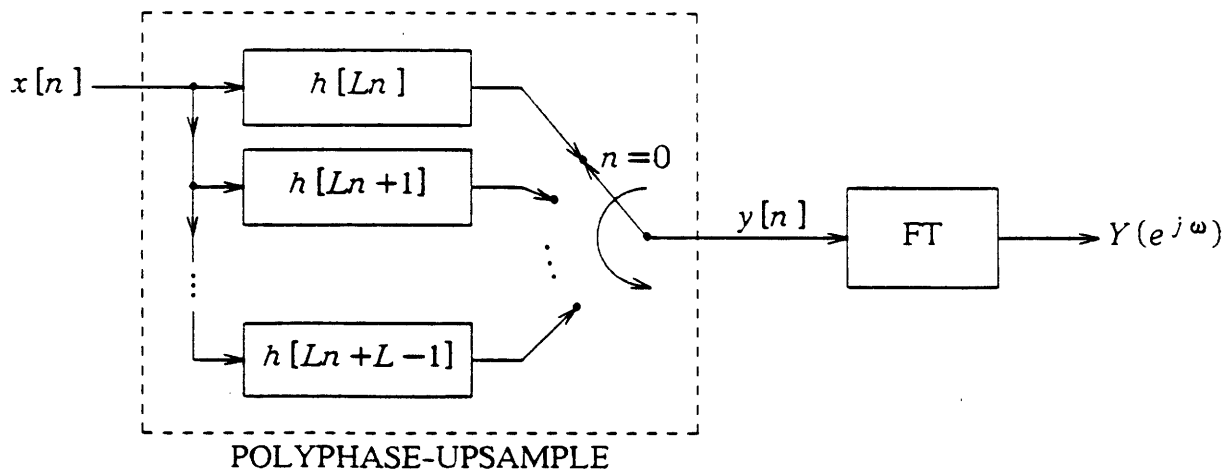 x[n]
h[Ln]
n=0
h[Ln+1]
y[n]
FT
Y(e^{jω})
h[Ln+L−1]
POLYPHASE-UPSAMPLE